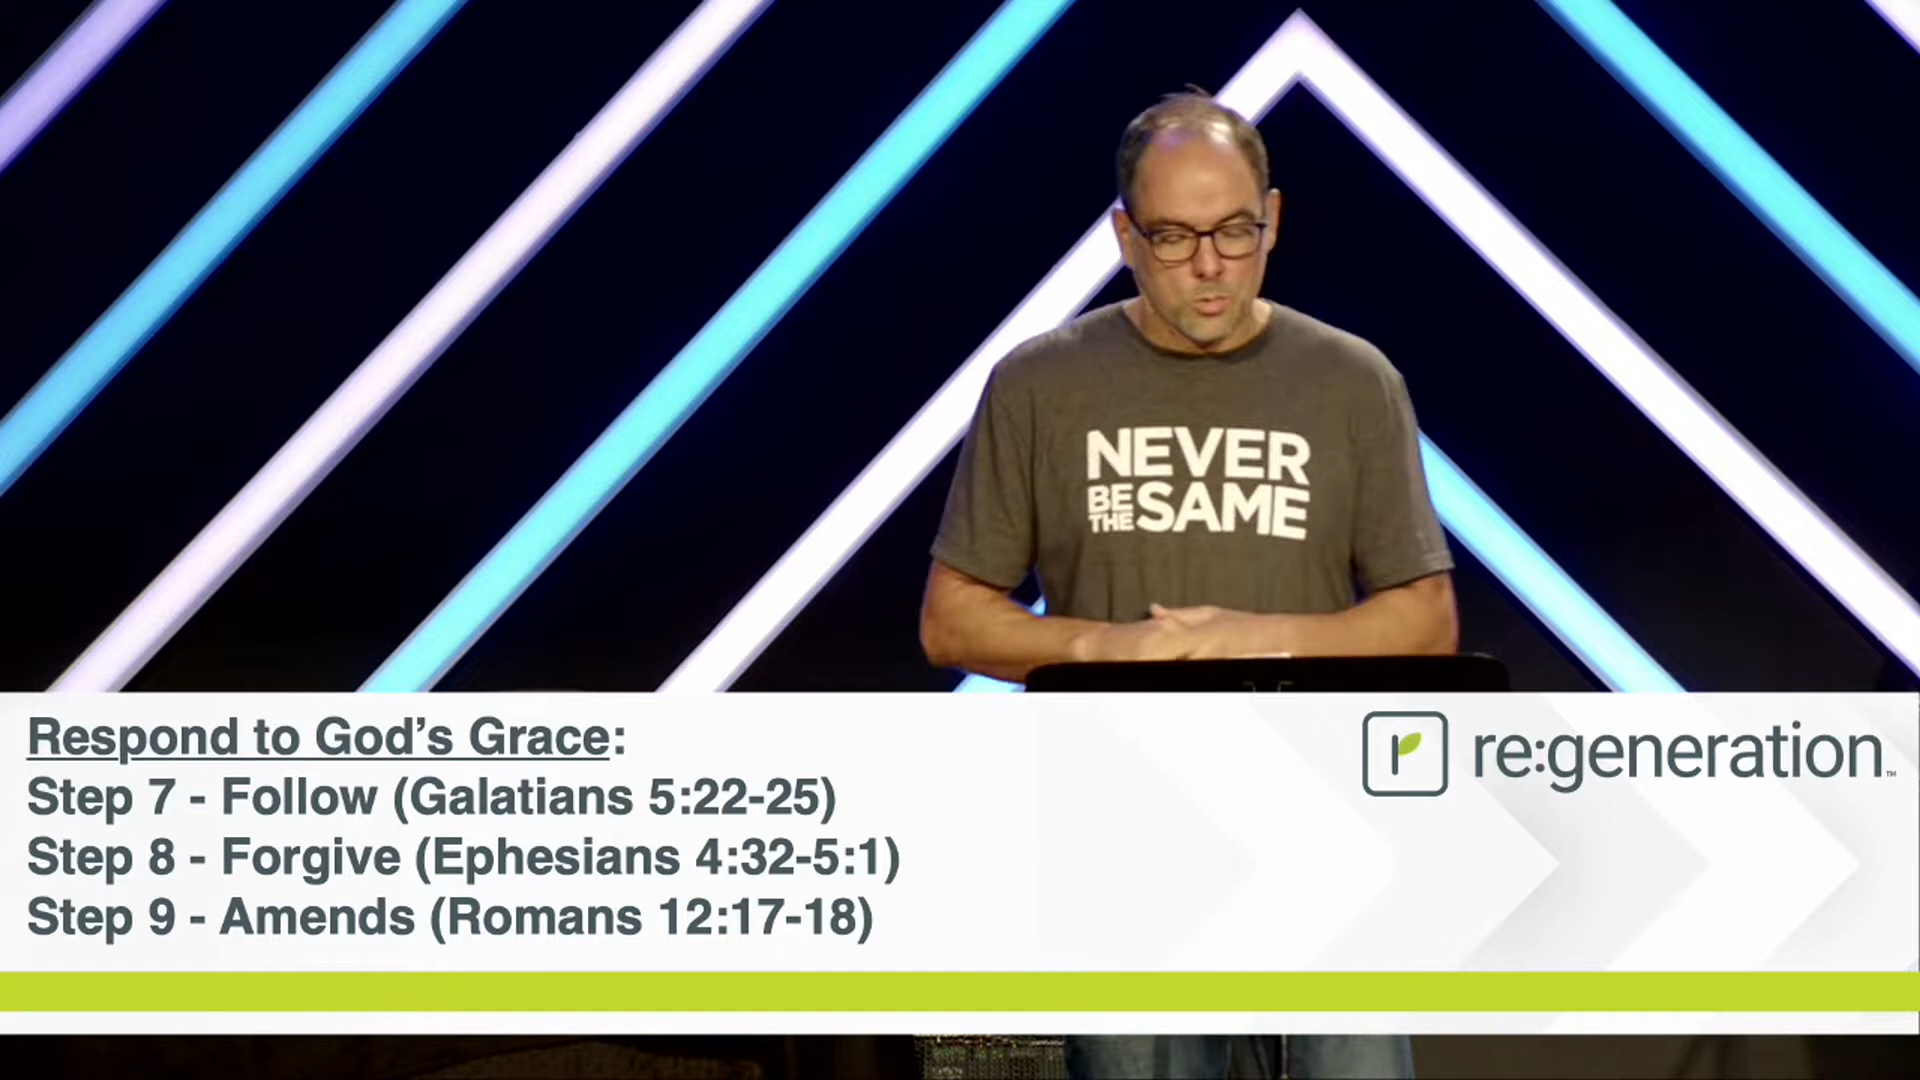 NEVER
BE THE SAME
Respond to God's Grace:
re:generation™
Step 7 - Follow (Galatians 5:22-25)
Step 8 - Forgive (Ephesians 4:32-5:1)
Step 9 - Amends (Romans 12:17-18)